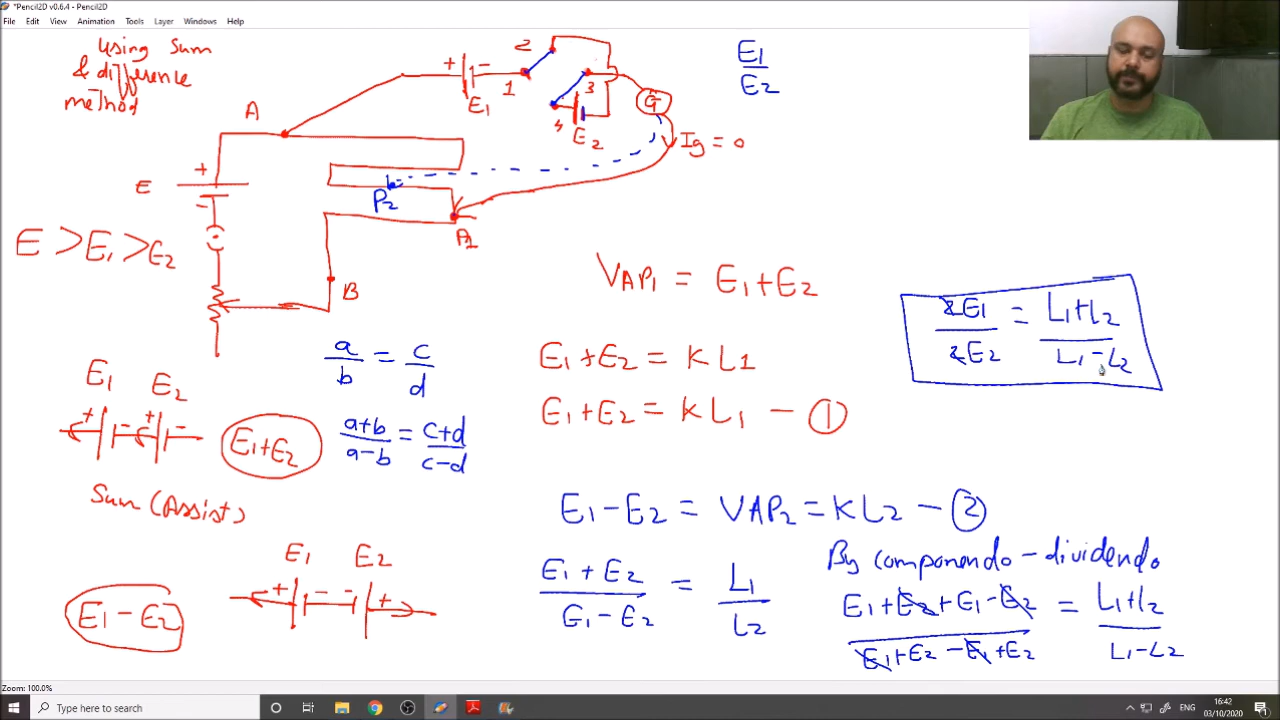 *Pencil2D v0.6.4
File Edit View Animation Tools Layer Window Help
Using Sum
& difference
method
A
+ -
E1
1
2
3
4
E2
G
Ig = 0
E1
E2
E
+
-
P2
P1
B
E > E1 > E2
VAP1 = E1+E2
2E1 = L1+L2
2E2 L1-L2
a = c
b d
E1+E2 = K L1
E1+E2 = K L1 - 1
E1 E2
+ - + -
E1+E2
a+b = c+d
a-b c-d
Sum (Assist)
E1-E2 = VAP2 = KL2 - 2
E1 E2
+ - - +
E1-E2
E1+E2 = L1
E1-E2 L2
By componendo-dividendo
E1+E2+E1-E2 = L1+L2
E1+E2-E1+E2 L1-L2
Zoom: 100.0%
Type here to search
ENG
16:42
03/10/2020